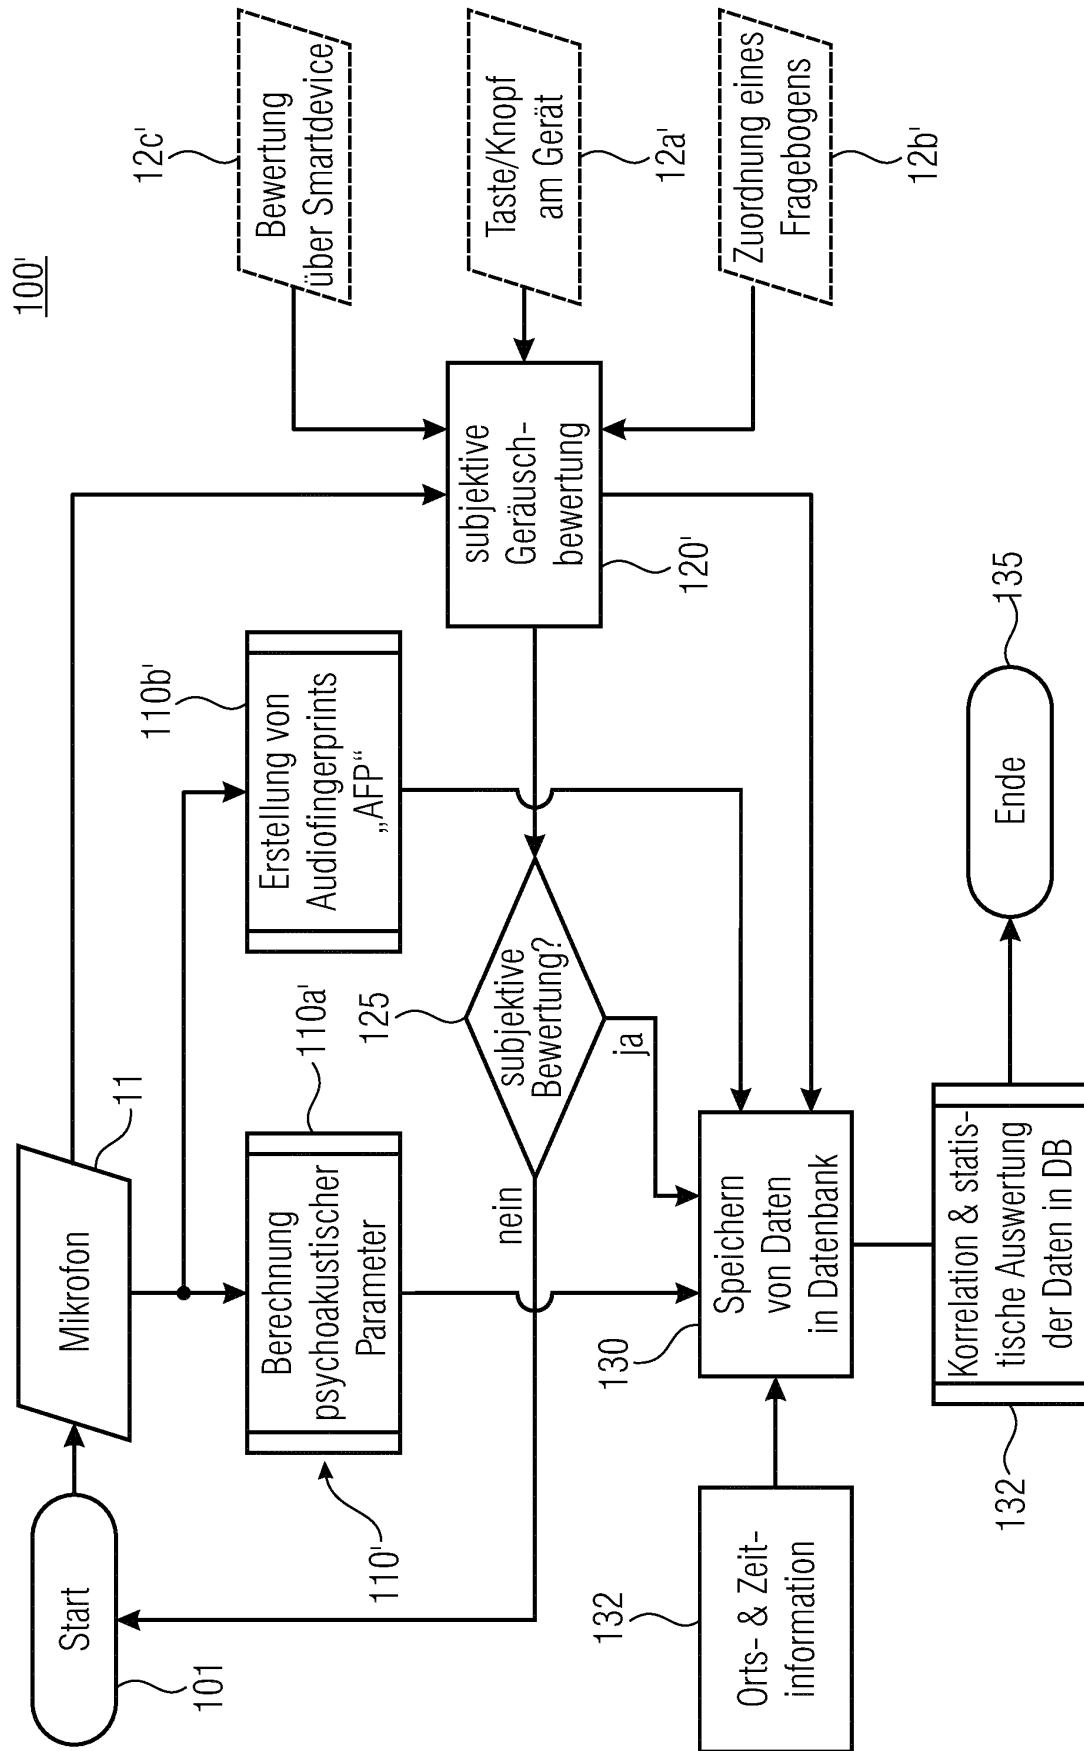 100'
Start
101
Mikrofon
11
Berechnung
psychoakustischer
Parameter
110a'
110'
Erstellung von
Audiofingerprints
„AFP“
110b'
Bewertung
über Smartdevice
12c'
Taste/Knopf
am Gerät
12a'
Zuordnung eines
Fragebogens
12b'
subjektive
Geräusch-
bewertung
120'
subjektive
Bewertung?
125
nein
ja
Orts- & Zeit-
information
132
Speichern
von Daten
in Datenbank
130
Korrelation & statis-
tische Auswertung
der Daten in DB
132
Ende
135